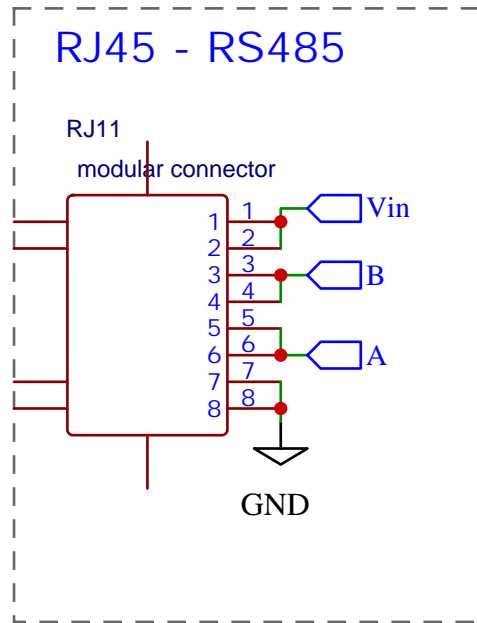 RJ45 - RS485
RJ11
modular connector
1 1 Vin
2 2
3 3 B
4 4
5 5
6 6 A
7 7
8 8
GND